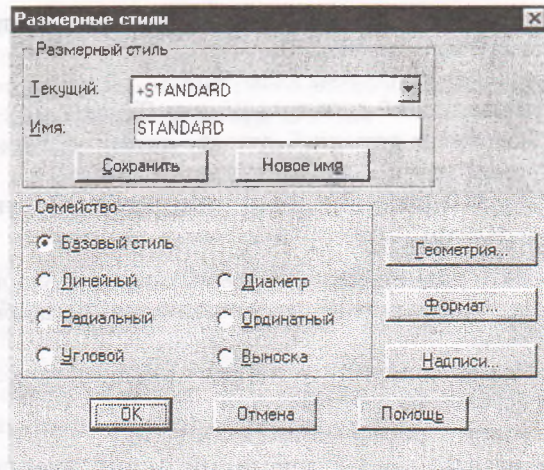 Размерные стили
Размерный стиль
Текущий: +STANDARD
Имя: STANDARD
Сохранить Новое имя
Семейство
Базовый стиль
Линейный Диаметр
Радиальный Ординатный
Угловой Выноска
Геометрия...
Формат...
Надписи...
OK Отмена Помощь